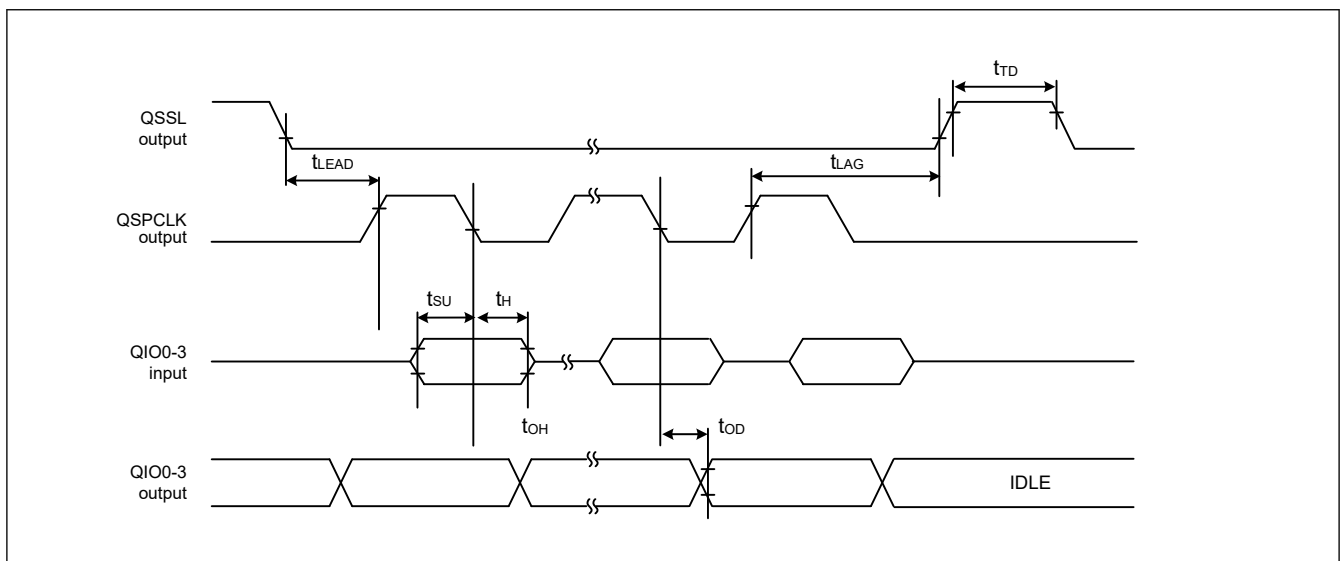 tTD
QSSL
output
tLEAD
tLAG
QSPCLK
output
tSU
tH
QIO0-3
input
tOH
tOD
QIO0-3
output
IDLE